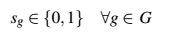 s_g ∈ {0,1} ∀g ∈ G